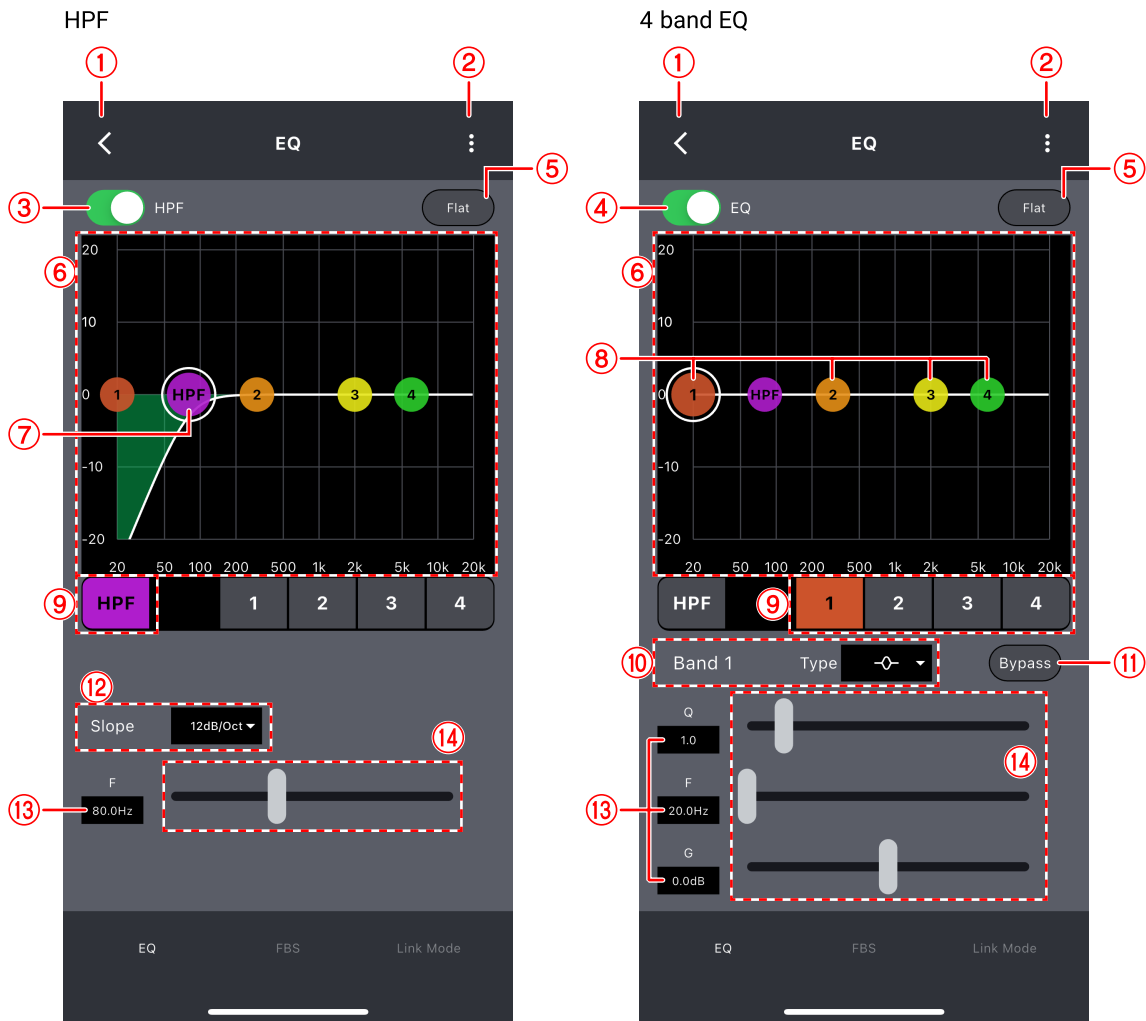 HPF
① ②
EQ
③ HPF Flat ⑤
⑥
20
10
0
-10
-20
1 HPF 2 3 4
⑦
20 50 100 200 500 1k 2k 5k 10k 20k
⑨ HPF 1 2 3 4
⑫
Slope 12dB/Oct
⑭
F
⑬ 80.0Hz
EQ FBS Link Mode
4 band EQ
① ②
EQ
④ EQ Flat ⑤
⑥
20
10
⑧
0
-10
-20
1 HPF 2 3 4
20 50 100 200 500 1k 2k 5k 10k 20k
HPF ⑨ 1 2 3 4
⑩ Band 1 Type Bypass ⑪
Q
1.0
⑭
F
⑬ 20.0Hz
G
0.0dB
EQ FBS Link Mode